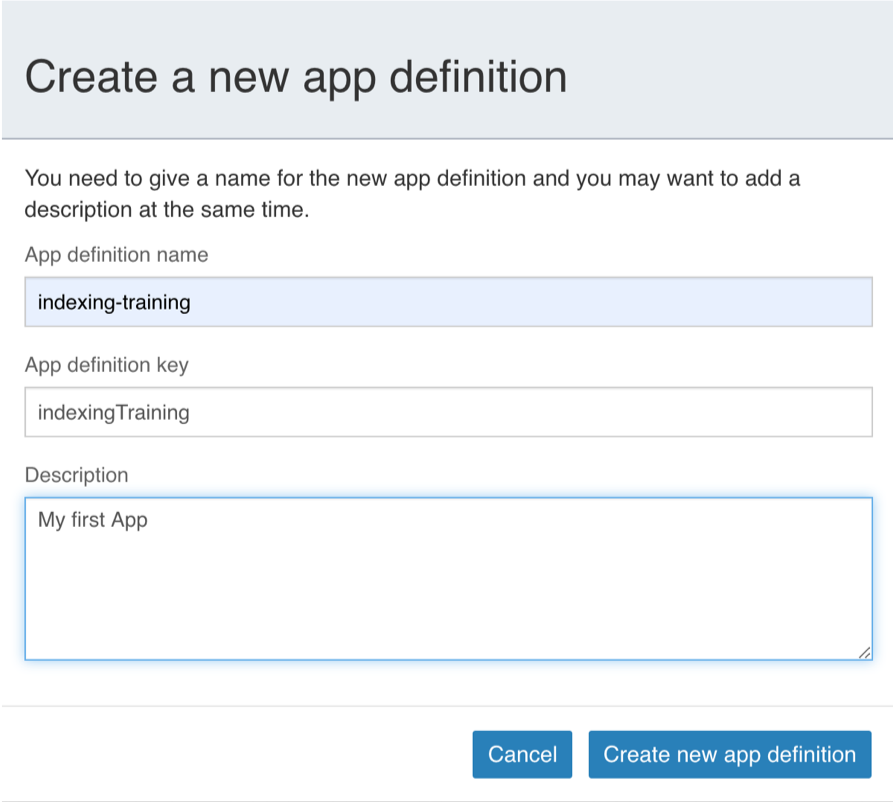 Create a new app definition
You need to give a name for the new app definition and you may want to add a
description at the same time.
App definition name
indexing-training
App definition key
indexingTraining
Description
My first App
Cancel
Create new app definition